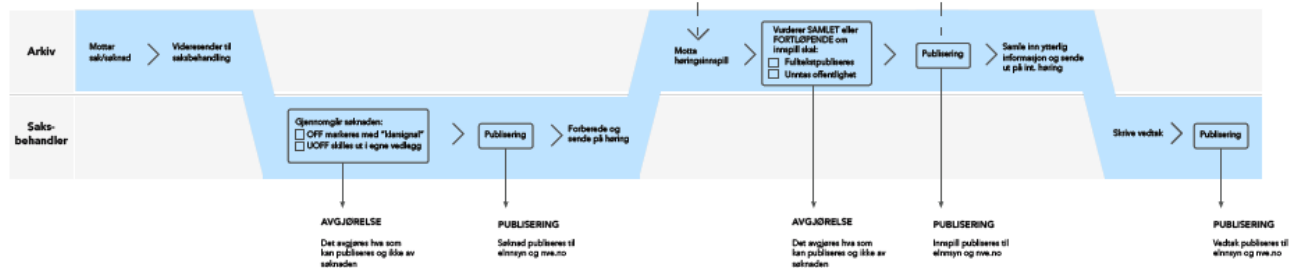 Arkiv
Mottar
sak/søknad
Videresender til
saksbehandling
Motta
høringsinnspill
Vurderer SAMLET eller
FORTLØPENDE om
innspill skal:
Fulltekstpubliseres
Unntas offentlighet
Publisering
Samle inn ytterlig
informasjon og sende
ut på int. høring
Saks-
behandler
Gjennomgår søknaden:
OFF markeres med "klarsignal"
UOFF skilles ut i egne vedlegg
Publisering
Forberede og
sende på høring
Skrive vedtak
Publisering
AVGJØRELSE
Det avgjøres hva som
kan publiseres og ikke av
søknaden
PUBLISERING
Søknad publiseres til
eInnsyn og nve.no
AVGJØRELSE
Det avgjøres hva som
kan publiseres og ikke av
søknaden
PUBLISERING
Innspill publiseres til
eInnsyn og nve.no
PUBLISERING
Vedtak publiseres til
eInnsyn og nve.no